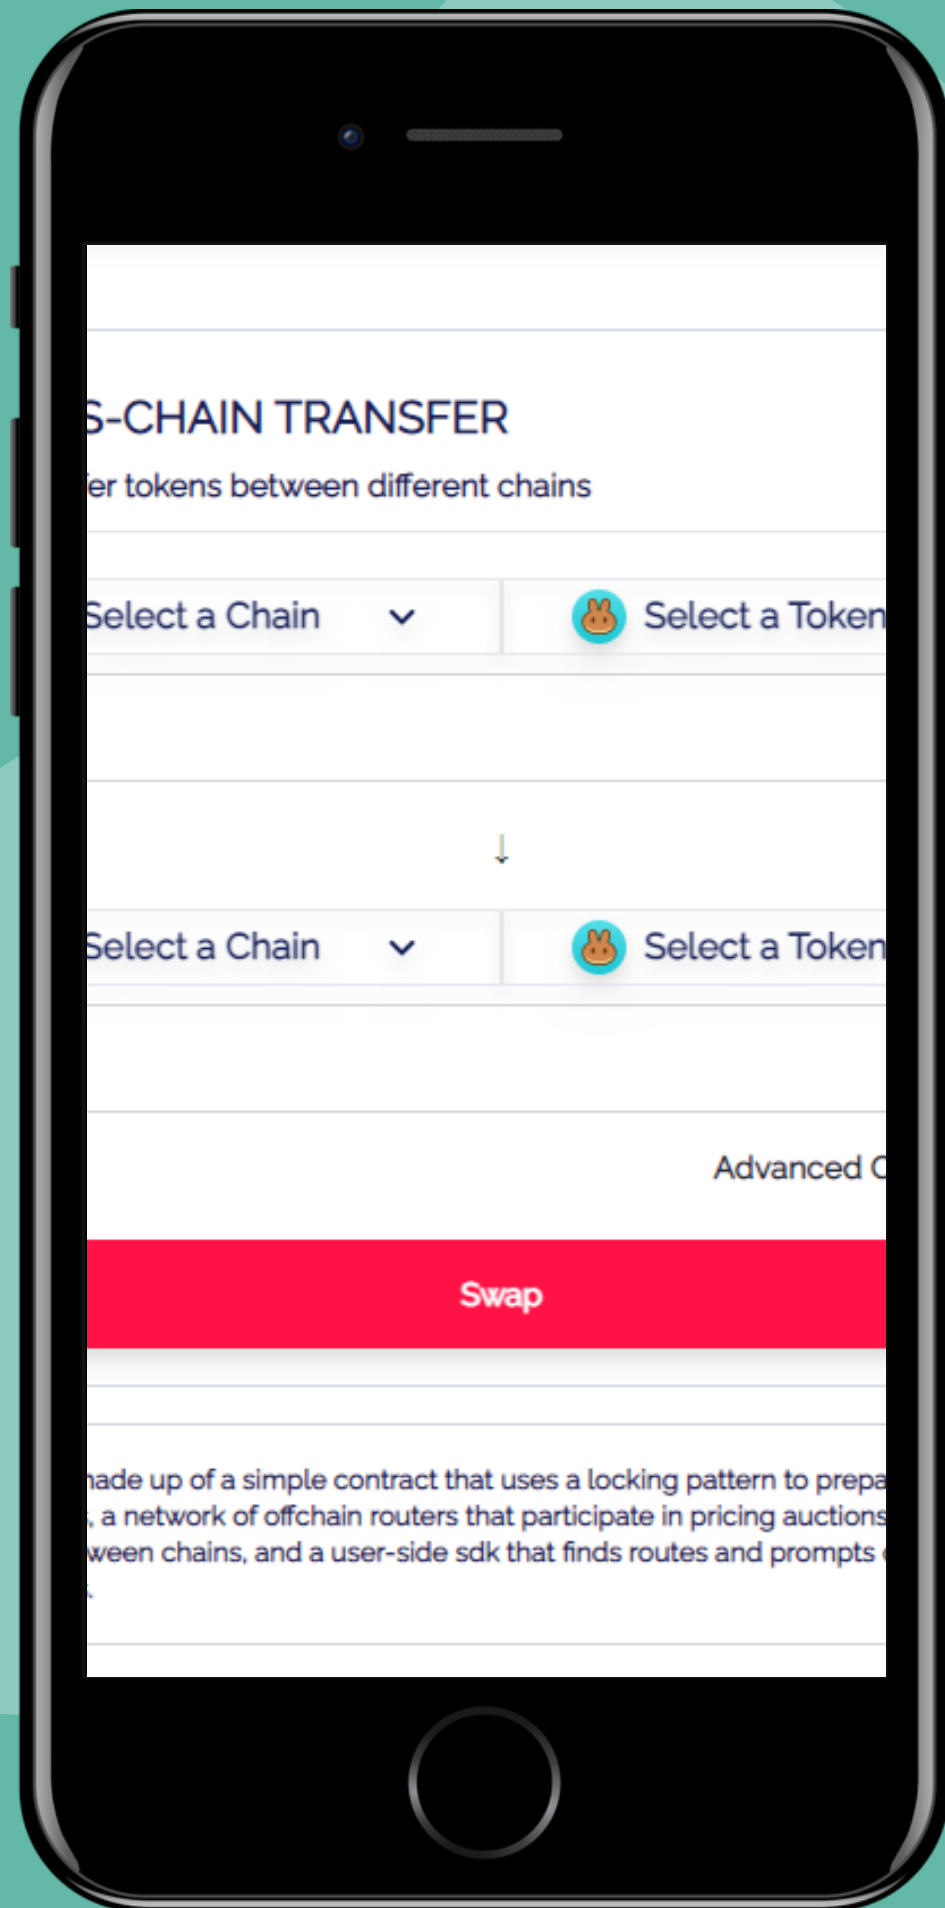 S-CHAIN TRANSFER
er tokens between different chains
Select a Chain
Select a Token
↓
Select a Chain
Select a Token
Advanced
Swap
made up of a simple contract that uses a locking pattern to prepa
, a network of offchain routers that participate in pricing auctions
ween chains, and a user-side sdk that finds routes and prompts